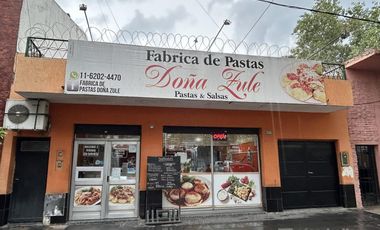 Fabrica de Pastas
11-6202-4470
FABRICA DE
PASTAS DOÑA ZULE
Doña Zule
Pastas & Salsas
OPEN